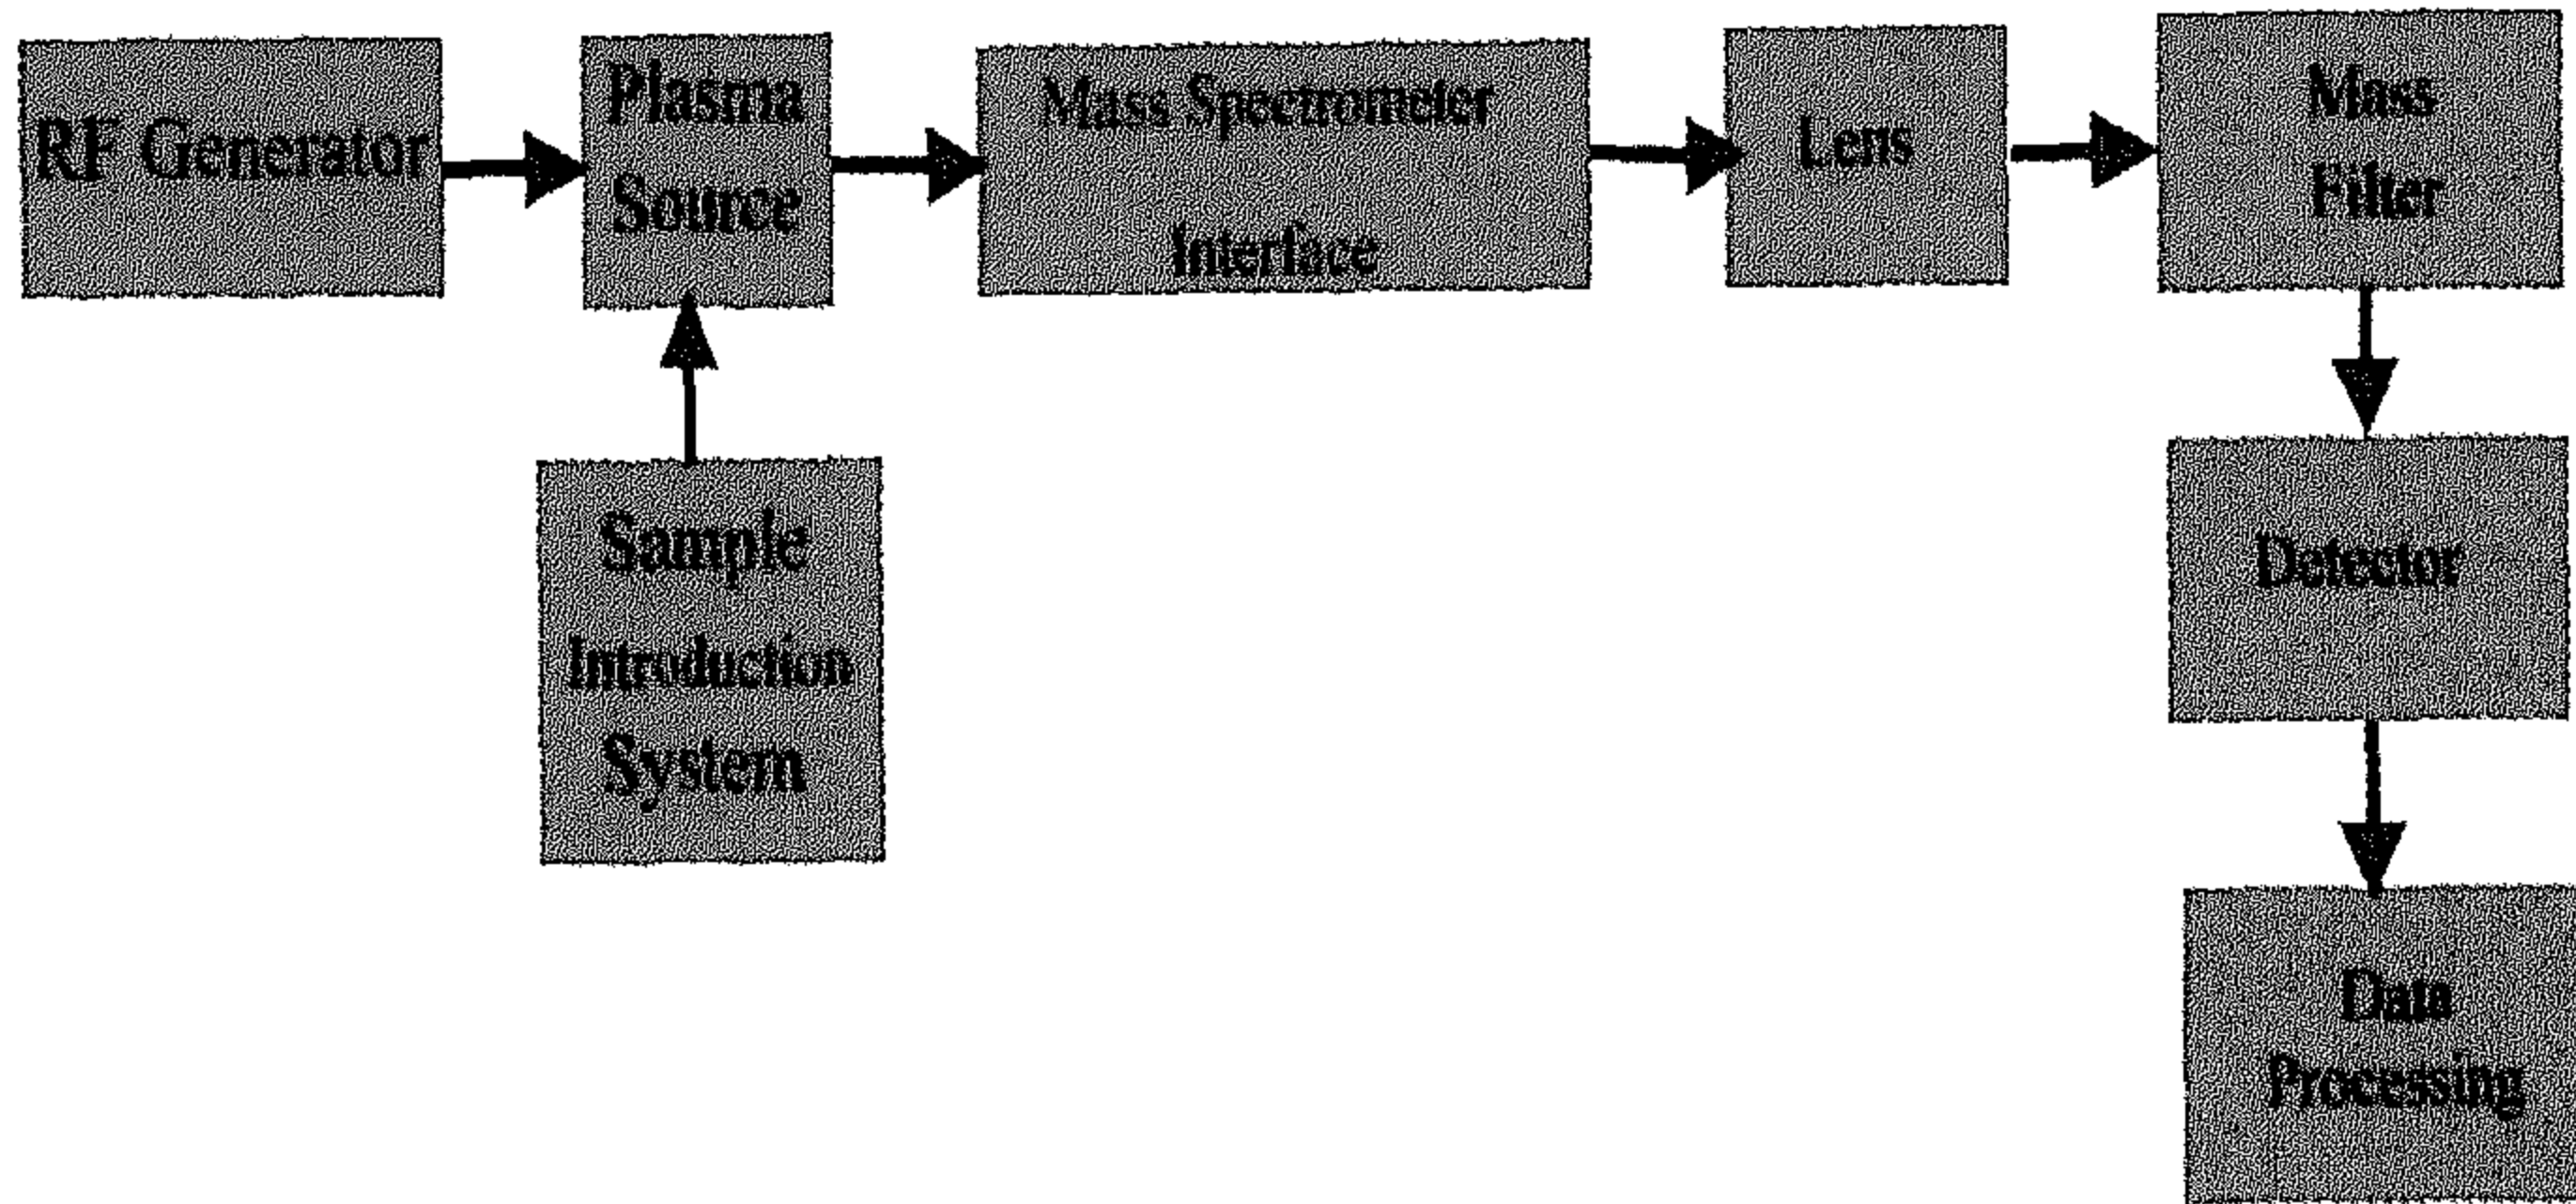 RF Generator
Plasma
Source
Mass Spectrometer
Interface
Lens
Mass
Filter
Sample
Introduction
System
Detector
Data
Processing